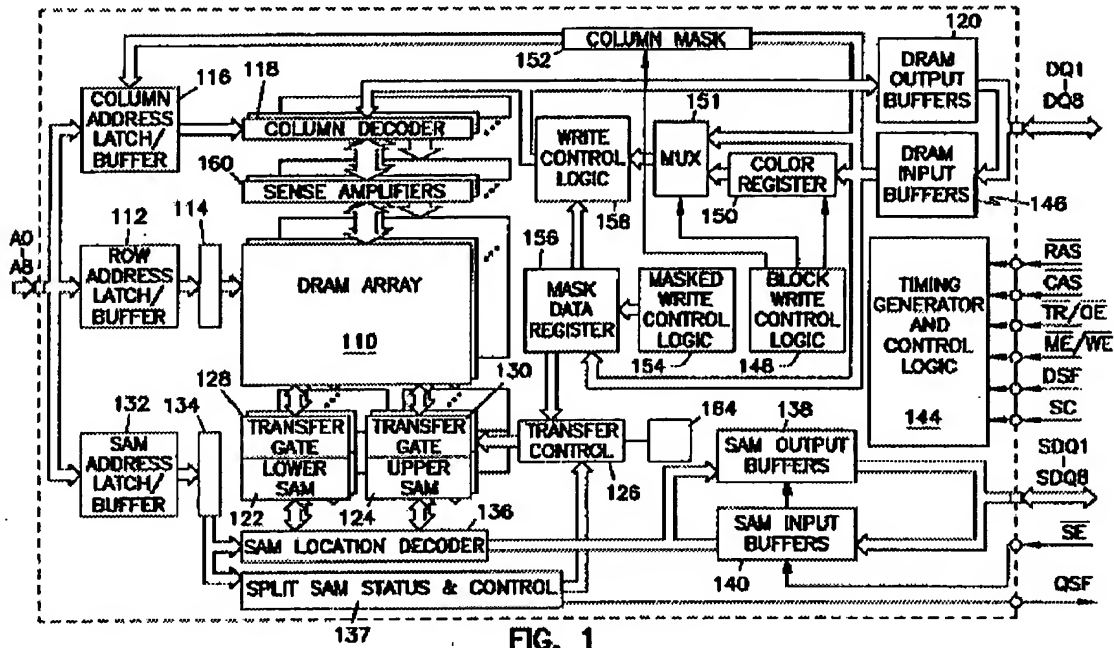 120
COLUMN MASK
152
DRAM
OUTPUT
BUFFERS
DQ1
DQ8
116
118
COLUMN
ADDRESS
LATCH/
BUFFER
COLUMN DECODER
151
WRITE
CONTROL
LOGIC
158
MUX
COLOR
REGISTER
150
DRAM
INPUT
BUFFERS
146
160
SENSE AMPLIFIERS
112
114
A0
A8
ROW
ADDRESS
LATCH/
BUFFER
DRAM ARRAY
110
156
MASK
DATA
REGISTER
MASKED
WRITE
CONTROL
LOGIC
154
BLOCK
WRITE
CONTROL
LOGIC
148
TIMING
GENERATOR
AND
CONTROL
LOGIC
144
RAS
CAS
TR/OE
ME/WE
DSF
SC
132
134
128
130
164
138
SAM
ADDRESS
LATCH/
BUFFER
TRANSFER
GATE
LOWER
SAM
122
TRANSFER
GATE
UPPER
SAM
124
TRANSFER
CONTROL
126
SAM OUTPUT
BUFFERS
SDQ1
SDQ8
136
SAM LOCATION DECODER
SAM INPUT
BUFFERS
140
SE
SPLIT SAM STATUS & CONTROL
137
QSF
FIG. 1